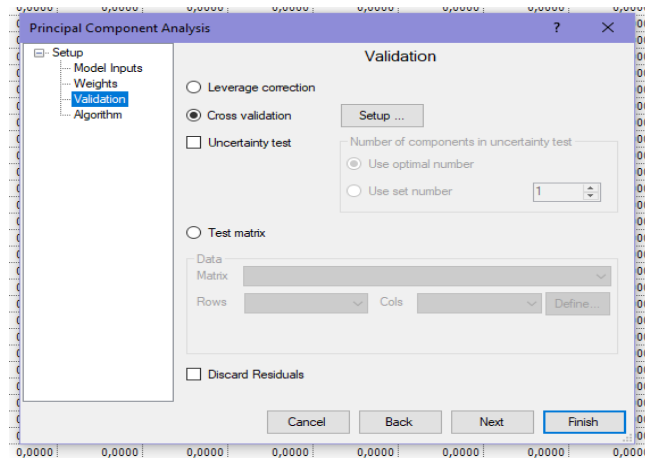 Principal Component Analysis ? ×
Setup
Model Inputs
Weights
Validation
Algorithm
Validation
Leverage correction
Cross validation Setup ...
Uncertainty test Number of components in uncertainty test
Use optimal number
Use set number 1
Test matrix
Data
Matrix
Rows Cols Define...
Discard Residuals
Cancel Back Next Finish
0,0000 0,0000 0,0000 0,0000 0,0000 0,0000 0,0000